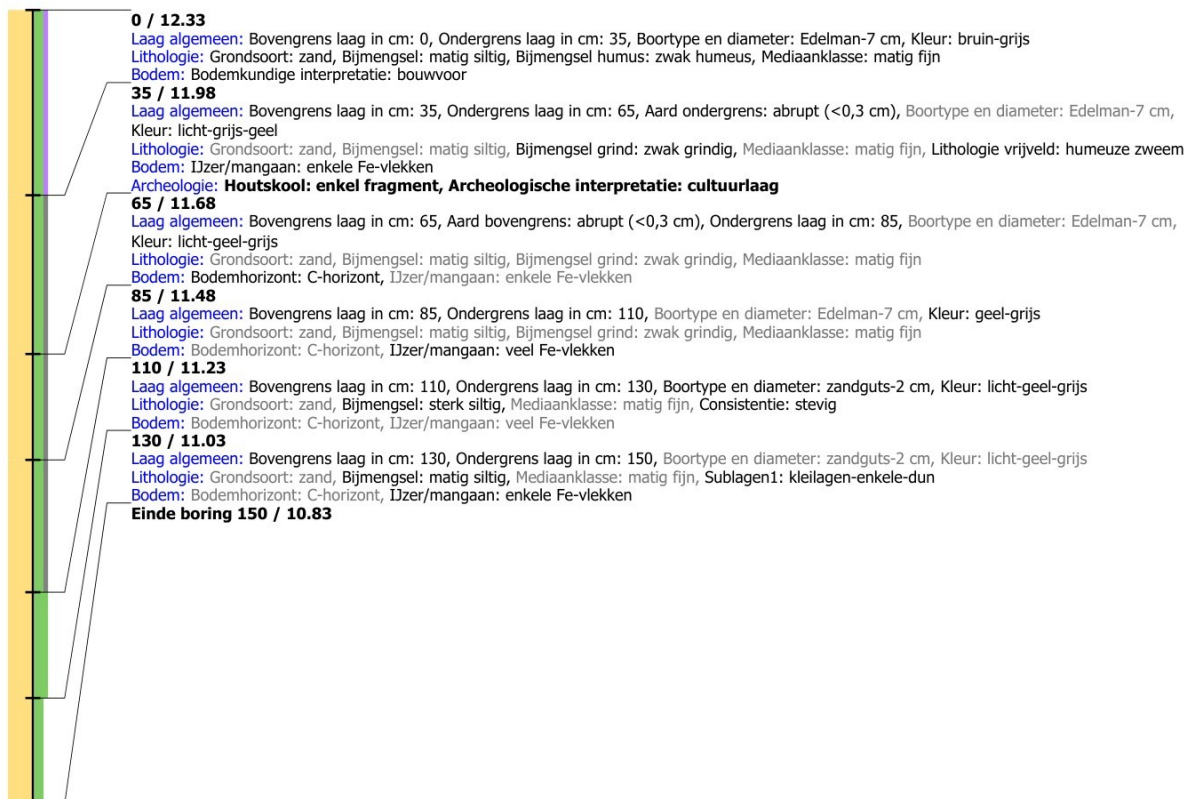 0 / 12.33
Laag algemeen: Bovengrens laag in cm: 0, Ondergrens laag in cm: 35, Boortype en diameter: Edelman-7 cm, Kleur: bruin-grijs
Lithologie: Grondsoort: zand, Bijmengsel: matig siltig, Bijmengsel humus: zwak humeus, Mediaanklasse: matig fijn
Bodem: Bodemkundige interpretatie: bouwvoor
35 / 11.98
Laag algemeen: Bovengrens laag in cm: 35, Ondergrens laag in cm: 65, Aard ondergrens: abrupt (<0,3 cm), Boortype en diameter: Edelman-7 cm,
Kleur: licht-grijs-geel
Lithologie: Grondsoort: zand, Bijmengsel: matig siltig, Bijmengsel grind: zwak grindig, Mediaanklasse: matig fijn, Lithologie vrijveld: humeuze zweem
Bodem: IJzer/mangaan: enkele Fe-vlekken
Archeologie: Houtskool: enkel fragment, Archeologische interpretatie: cultuurlaag
65 / 11.68
Laag algemeen: Bovengrens laag in cm: 65, Aard bovengrens: abrupt (<0,3 cm), Ondergrens laag in cm: 85, Boortype en diameter: Edelman-7 cm,
Kleur: licht-geel-grijs
Lithologie: Grondsoort: zand, Bijmengsel: matig siltig, Bijmengsel grind: zwak grindig, Mediaanklasse: matig fijn
Bodem: Bodemhorizont: C-horizont, IJzer/mangaan: enkele Fe-vlekken
85 / 11.48
Laag algemeen: Bovengrens laag in cm: 85, Ondergrens laag in cm: 110, Boortype en diameter: Edelman-7 cm, Kleur: geel-grijs
Lithologie: Grondsoort: zand, Bijmengsel: matig siltig, Bijmengsel grind: zwak grindig, Mediaanklasse: matig fijn
Bodem: Bodemhorizont: C-horizont, IJzer/mangaan: veel Fe-vlekken
110 / 11.23
Laag algemeen: Bovengrens laag in cm: 110, Ondergrens laag in cm: 130, Boortype en diameter: zandguts-2 cm, Kleur: licht-geel-grijs
Lithologie: Grondsoort: zand, Bijmengsel: sterk siltig, Mediaanklasse: matig fijn, Consistentie: stevig
Bodem: Bodemhorizont: C-horizont, IJzer/mangaan: veel Fe-vlekken
130 / 11.03
Laag algemeen: Bovengrens laag in cm: 130, Ondergrens laag in cm: 150, Boortype en diameter: zandguts-2 cm, Kleur: licht-geel-grijs
Lithologie: Grondsoort: zand, Bijmengsel: matig siltig, Mediaanklasse: matig fijn, Sublagen1: kleilagen-enkele-dun
Bodem: Bodemhorizont: C-horizont, IJzer/mangaan: enkele Fe-vlekken
Einde boring 150 / 10.83